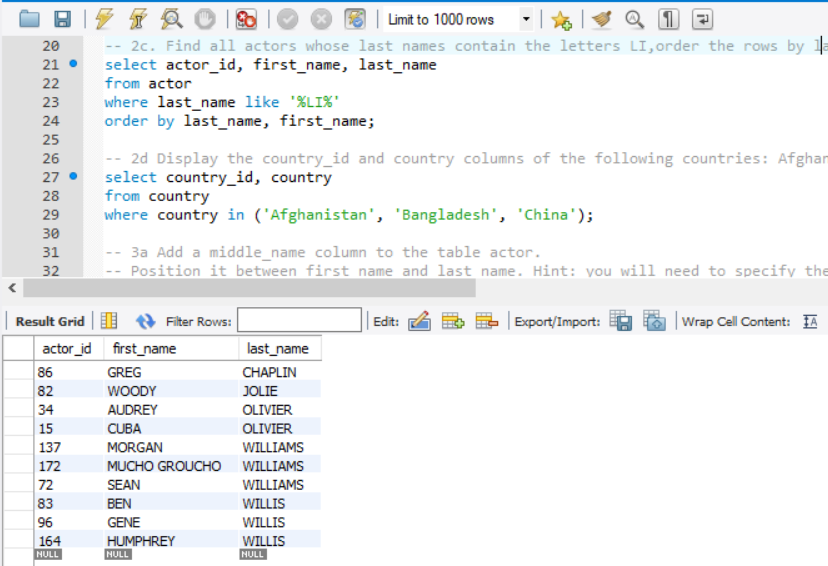 Limit to 1000 rows
20 -- 2c. Find all actors whose last names contain the letters LI,order the rows by la
21 select actor_id, first_name, last_name
22 from actor
23 where last_name like '%LI%'
24 order by last_name, first_name;
25
26 -- 2d Display the country_id and country columns of the following countries: Afghan
27 select country_id, country
28 from country
29 where country in ('Afghanistan', 'Bangladesh', 'China');
30
31 -- 3a Add a middle_name column to the table actor.
32 -- Position it between first_name and last_name. Hint: you will need to specify the
Result Grid Filter Rows: Edit: Export/Import: Wrap Cell Content:
actor_id first_name last_name
86 GREG CHAPLIN
82 WOODY JOLIE
34 AUDREY OLIVIER
15 CUBA OLIVIER
137 MORGAN WILLIAMS
172 MUCHO GROUCHO WILLIAMS
72 SEAN WILLIAMS
83 BEN WILLIS
96 GENE WILLIS
164 HUMPHREY WILLIS
NULL NULL NULL